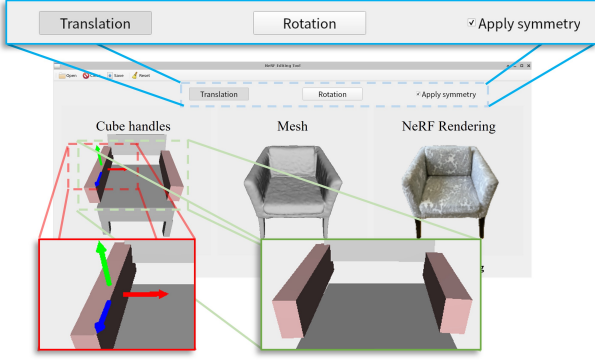 Translation Rotation Apply symmetry
NeRF Editing Tool
Open Save Reset
Translation Rotation Apply symmetry
Cube handles Mesh NeRF Rendering